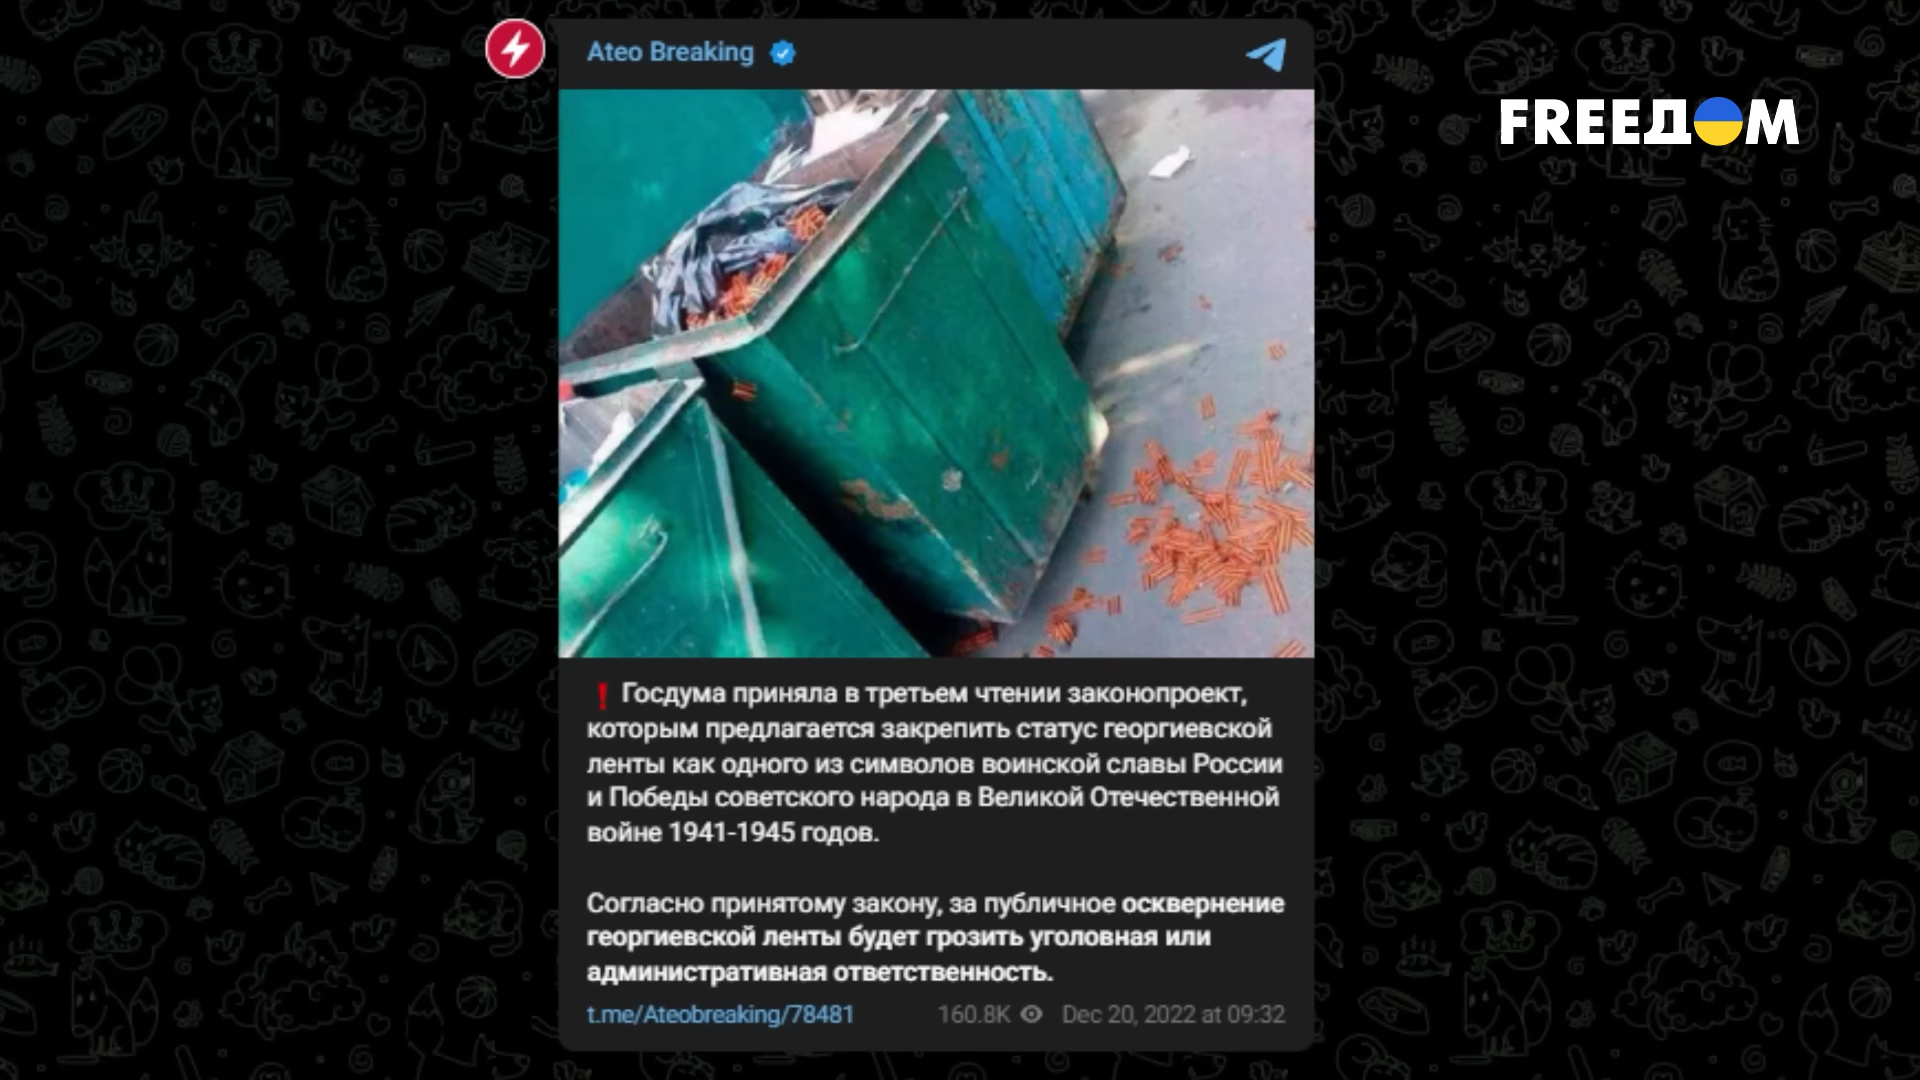 Ateo Breaking
FREEДOM
❗ Госдума приняла в третьем чтении законопроект,
которым предлагается закрепить статус георгиевской
ленты как одного из символов воинской славы России
и Победы советского народа в Великой Отечественной
войне 1941-1945 годов.
Согласно принятому закону, за публичное осквернение
георгиевской ленты будет грозить уголовная или
административная ответственность.
t.me/Ateobreaking/78481 160.8K Dec 20, 2022 at 09:32